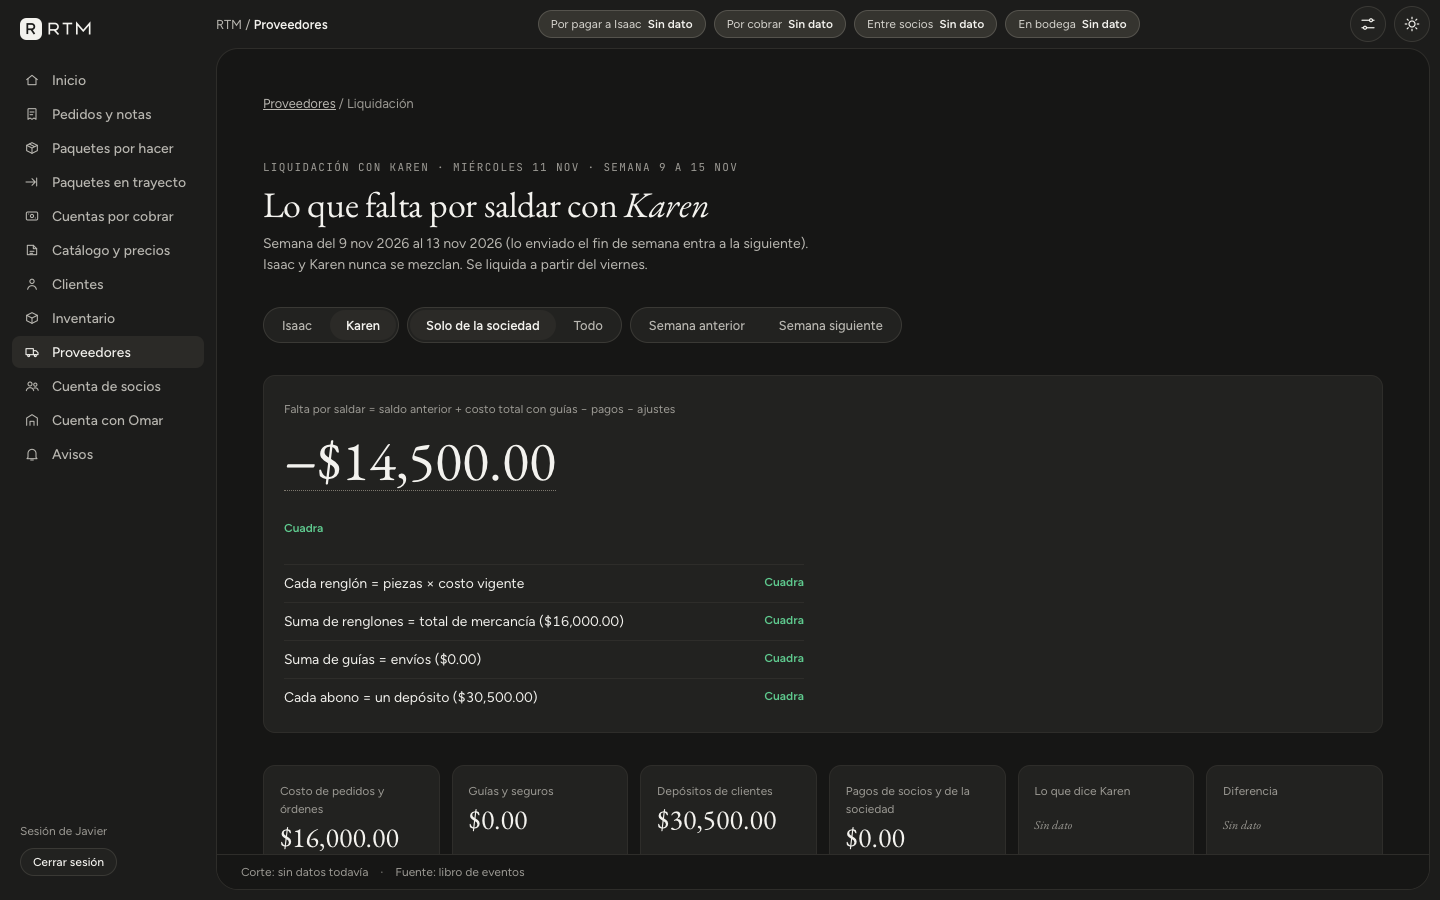 R RTM
RTM / Proveedores
Por pagar a Isaac Sin dato
Por cobrar Sin dato
Entre socios Sin dato
En bodega Sin dato
Inicio
Pedidos y notas
Paquetes por hacer
Paquetes en trayecto
Cuentas por cobrar
Catálogo y precios
Clientes
Inventario
Proveedores
Cuenta de socios
Cuenta con Omar
Avisos
Sesión de Javier
Cerrar sesión
Proveedores / Liquidación
LIQUIDACIÓN CON KAREN · MIÉRCOLES 11 NOV · SEMANA 9 A 15 NOV
Lo que falta por saldar con Karen
Semana del 9 nov 2026 al 13 nov 2026 (lo enviado el fin de semana entra a la siguiente).
Isaac y Karen nunca se mezclan. Se liquida a partir del viernes.
Isaac Karen
Solo de la sociedad Todo
Semana anterior Semana siguiente
Falta por saldar = saldo anterior + costo total con guías − pagos − ajustes
−$14,500.00
Cuadra
Cada renglón = piezas × costo vigente Cuadra
Suma de renglones = total de mercancía ($16,000.00) Cuadra
Suma de guías = envíos ($0.00) Cuadra
Cada abono = un depósito ($30,500.00) Cuadra
Costo de pedidos y
órdenes
$16,000.00
Guías y seguros
$0.00
Depósitos de clientes
$30,500.00
Pagos de socios y de la
sociedad
$0.00
Lo que dice Karen
Sin dato
Diferencia
Sin dato
Corte: sin datos todavía · Fuente: libro de eventos